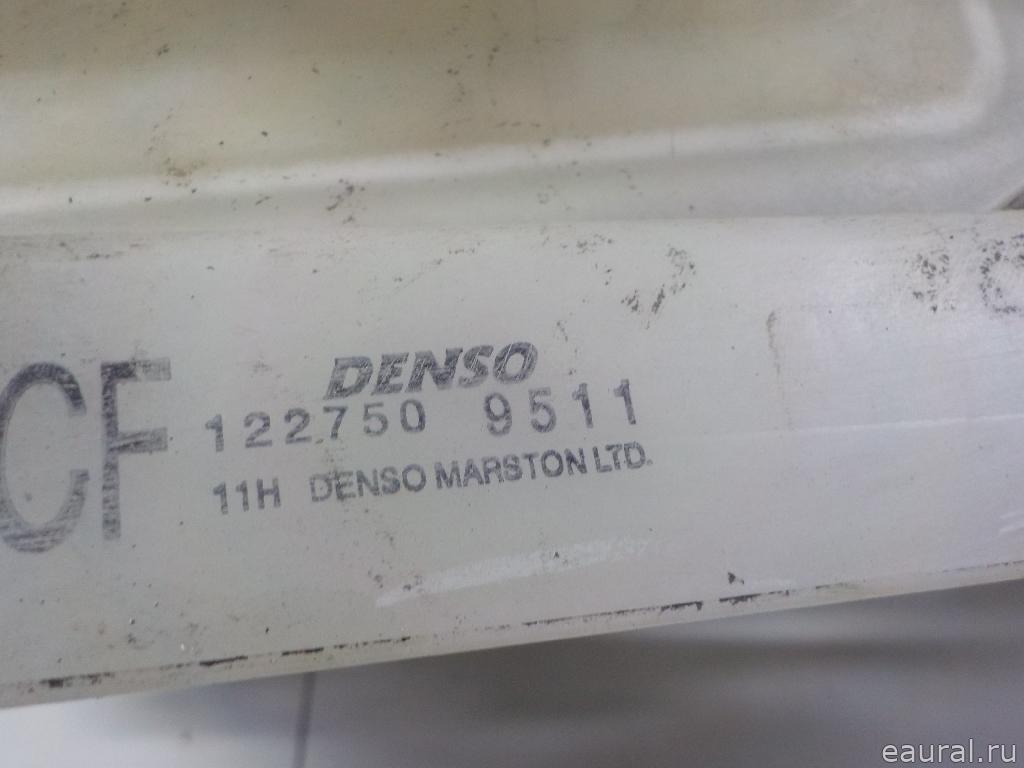 CF
DENSO
122750 9511
11H DENSO MARSTON LTD.
eaural.ru